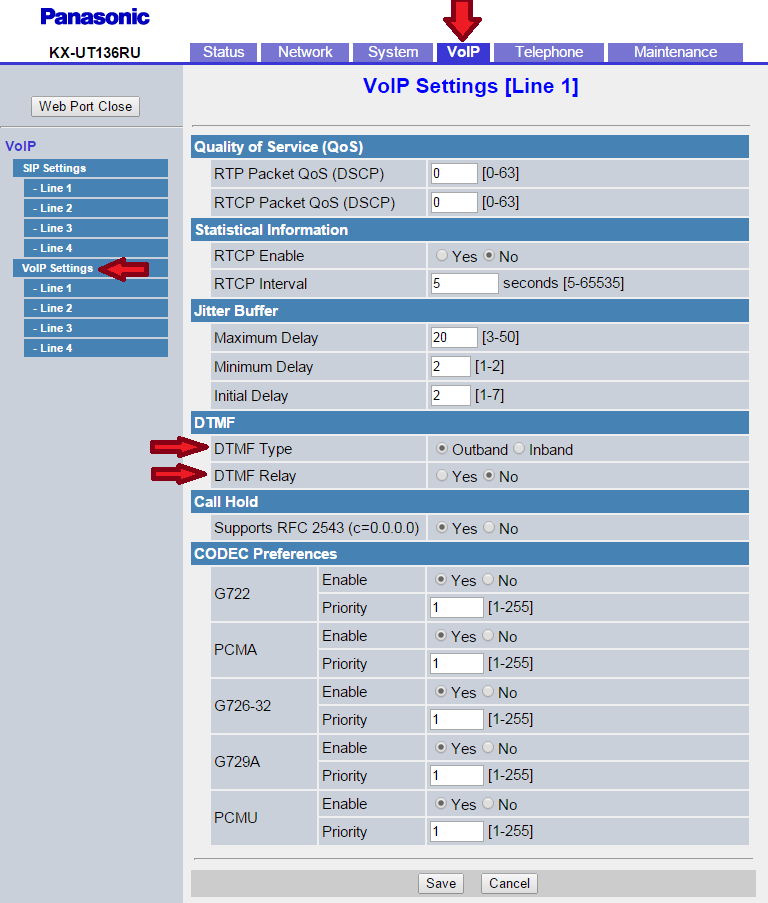 Panasonic
KX-UT136RU
Status Network System VoIP Telephone Maintenance
Web Port Close
VoIP
SIP Settings
- Line 1
- Line 2
- Line 3
- Line 4
VoIP Settings
- Line 1
- Line 2
- Line 3
- Line 4
VoIP Settings [Line 1]
Quality of Service (QoS)
RTP Packet QoS (DSCP) 0 [0-63]
RTCP Packet QoS (DSCP) 0 [0-63]
Statistical Information
RTCP Enable Yes No
RTCP Interval 5 seconds [5-65535]
Jitter Buffer
Maximum Delay 20 [3-50]
Minimum Delay 2 [1-2]
Initial Delay 2 [1-7]
DTMF
DTMF Type Outband Inband
DTMF Relay Yes No
Call Hold
Supports RFC 2543 (c=0.0.0.0) Yes No
CODEC Preferences
G722
Enable Yes No
Priority 1 [1-255]
PCMA
Enable Yes No
Priority 1 [1-255]
G726-32
Enable Yes No
Priority 1 [1-255]
G729A
Enable Yes No
Priority 1 [1-255]
PCMU
Enable Yes No
Priority 1 [1-255]
Save Cancel